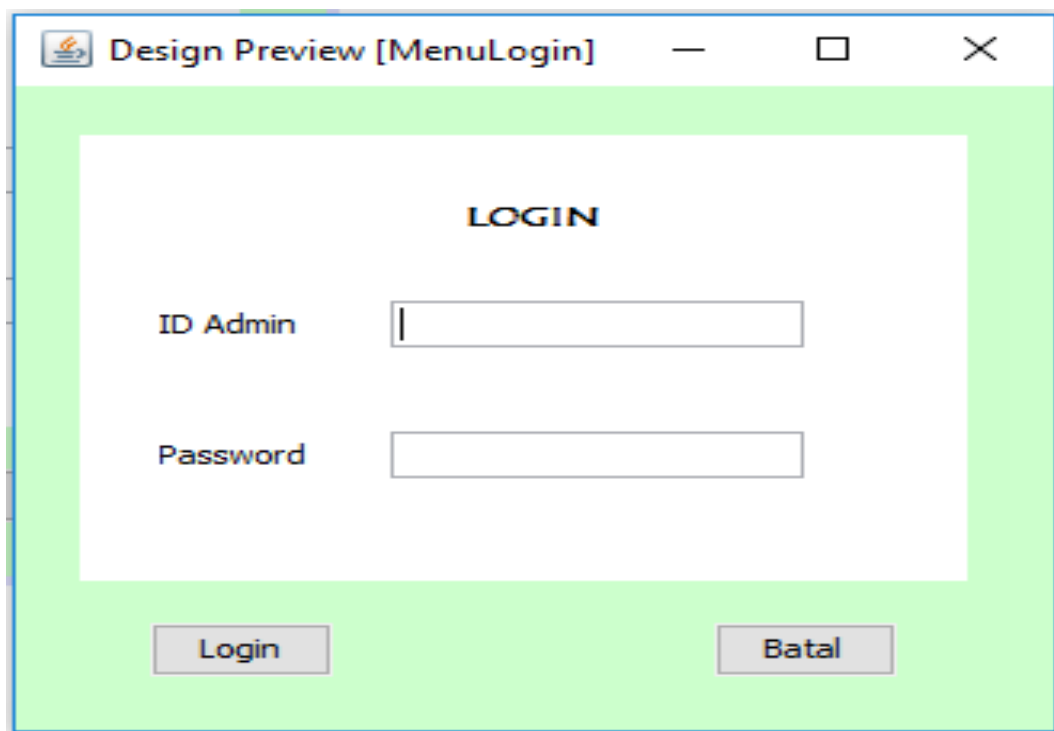 Design Preview [MenuLogin]
LOGIN
ID Admin
Password
Login Batal